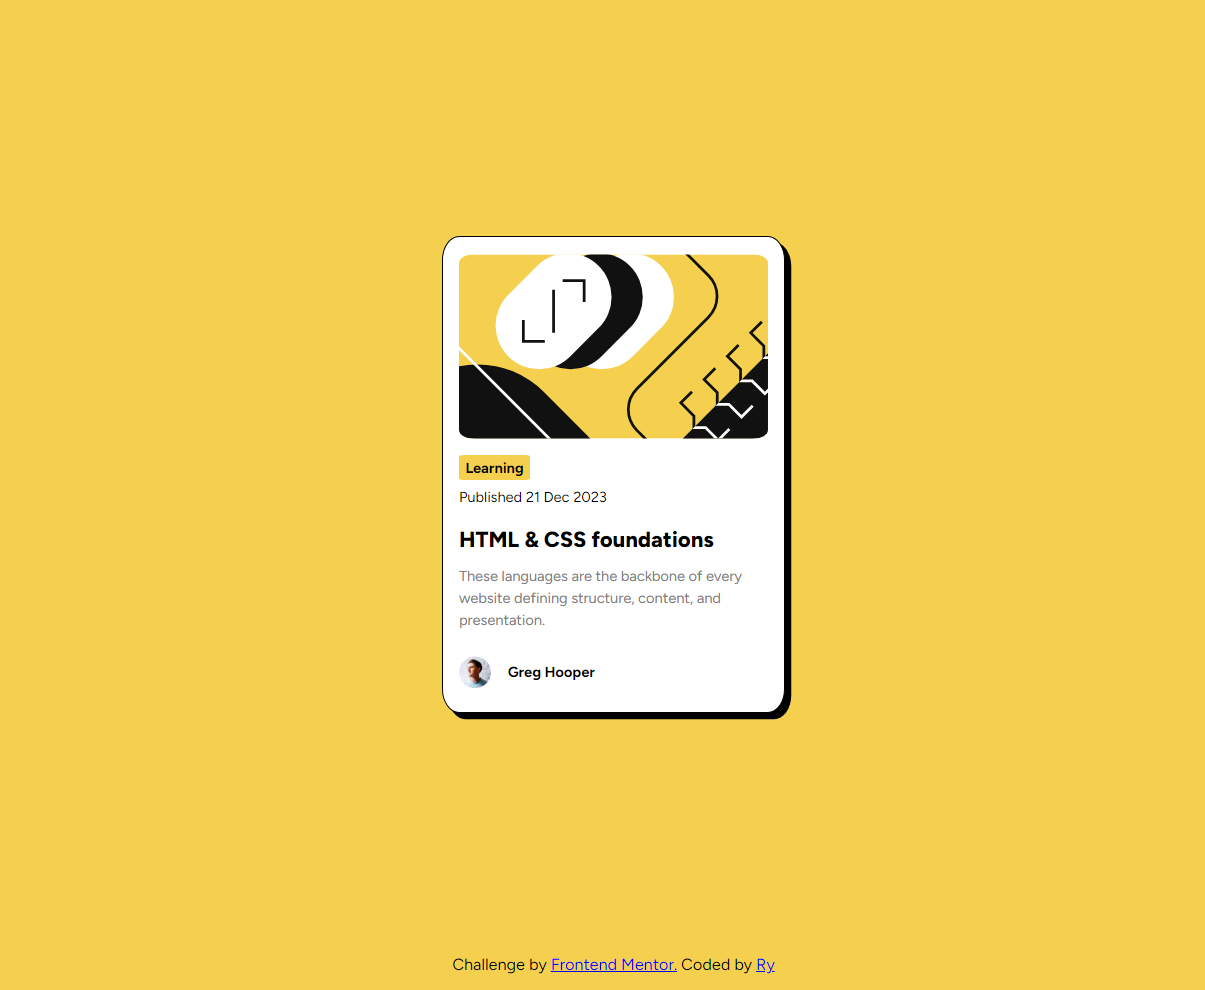 Learning
Published 21 Dec 2023
HTML & CSS foundations
These languages are the backbone of every
website defining structure, content, and
presentation.
Greg Hooper
Challenge by Frontend Mentor. Coded by Ry